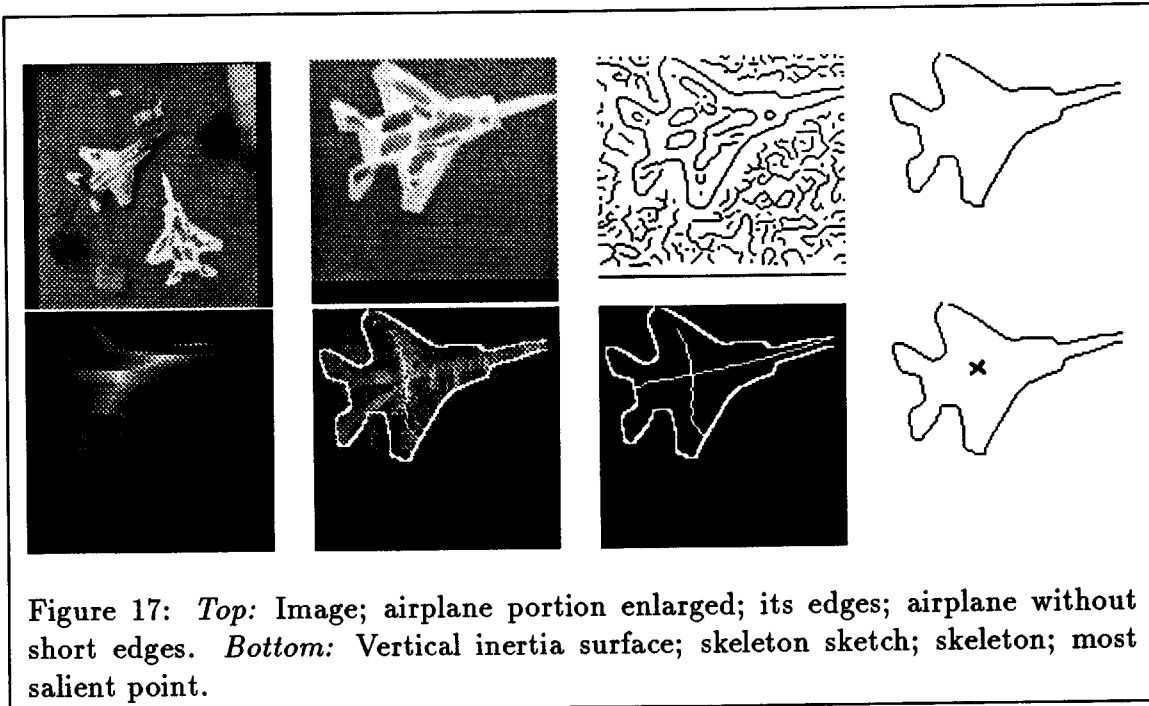 Figure 17: Top: Image; airplane portion enlarged; its edges; airplane without
short edges. Bottom: Vertical inertia surface; skeleton sketch; skeleton; most
salient point.